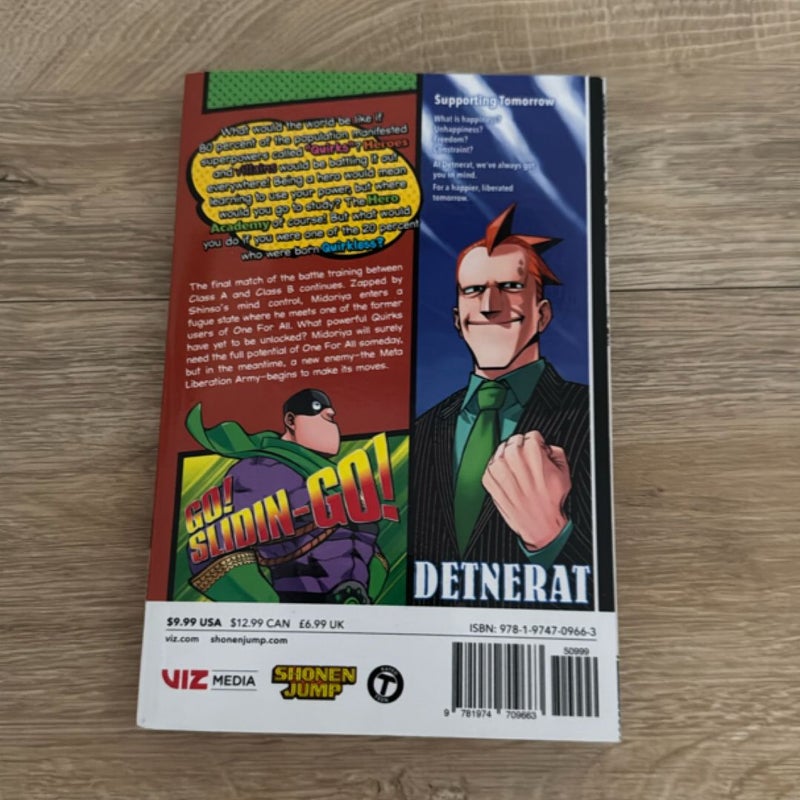 What would the world be like if
80 percent of the population manifested
superpowers called "Quirks"? Heroes
and villains would be battling it out
everywhere! Being a hero would mean
learning to use your power, but where
would you go to study? The Hero
Academy of course! But what would
you do if you were one of the 20 percent
who were born Quirkless?
The final match of the battle training between
Class A and Class B continues. Zapped by
Shinso's mind control, Midoriya enters a
fugue state where he meets one of the former
users of One For All. What powerful Quirks
have yet to be unlocked? Midoriya will surely
need the full potential of One For All someday,
but in the meantime, a new enemy—the Meta
Liberation Army—begins to make its moves.
GO!
SLIDIN-GO!
Supporting Tomorrow
What is happiness?
Unhappiness?
Freedom?
Constraint?
At Detnerat, we've always got
you in mind.
For a happier, liberated
tomorrow.
DETNERAT
$9.99 USA $12.99 CAN £6.99 UK
viz.com shonenjump.com
ISBN: 978-1-9747-0966-3
VIZ MEDIA
SHONEN
JUMP
RATED
T
TEEN
50999
9 781974 709663